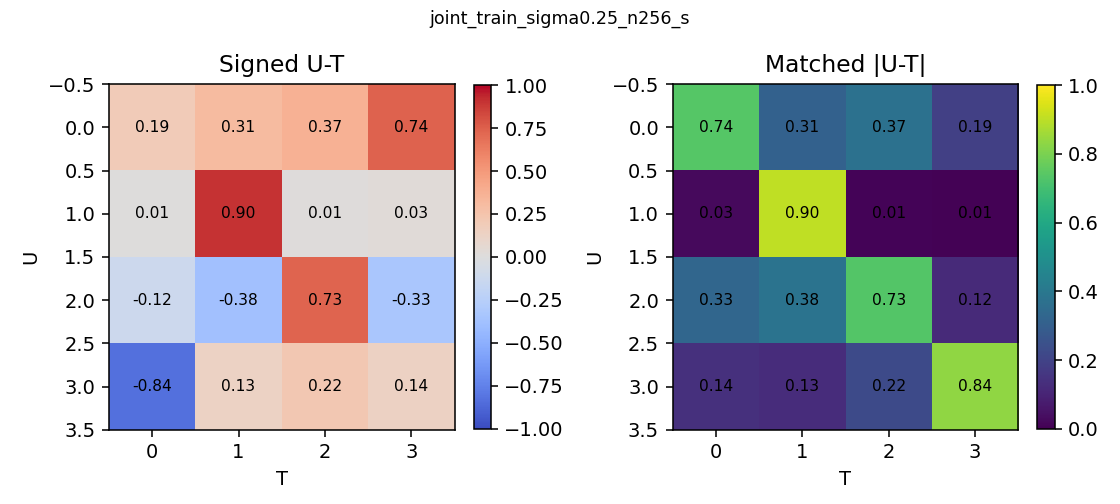 joint_train_sigma0.25_n256_s
Signed U-T
−0.5
0.0
0.5
1.0
1.5
2.0
2.5
3.0
3.5
U
0.19 0.31 0.37 0.74
0.01 0.90 0.01 0.03
-0.12 -0.38 0.73 -0.33
-0.84 0.13 0.22 0.14
0 1 2 3
T
1.00
0.75
0.50
0.25
0.00
−0.25
−0.50
−0.75
−1.00
Matched |U-T|
−0.5
0.0
0.5
1.0
1.5
2.0
2.5
3.0
3.5
U
0.74 0.31 0.37 0.19
0.03 0.90 0.01 0.01
0.33 0.38 0.73 0.12
0.14 0.13 0.22 0.84
0 1 2 3
T
1.0
0.8
0.6
0.4
0.2
0.0